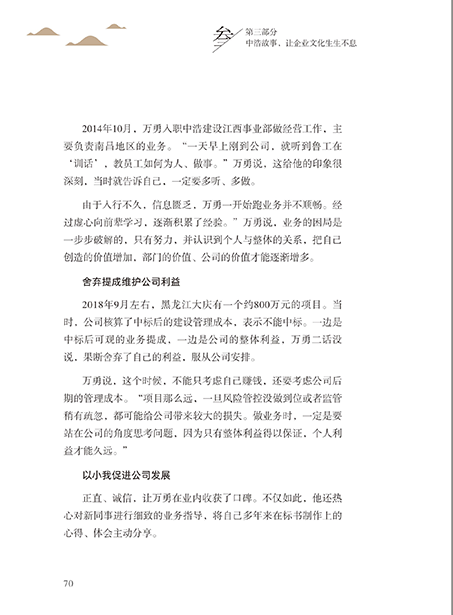 叁
第三部分
中浩故事，让企业文化生生不息
2014年10月，万勇入职中浩建设江西事业部做经营工作，主
要负责南昌地区的业务。“一天早上刚到公司，就听到鲁工在
‘训话’，教员工如何为人、做事。”万勇说，这给他的印象很
深刻，当时就告诉自己，一定要多听、多做。
由于入行不久，信息匮乏，万勇一开始跑业务并不顺畅。经
过虚心向前辈学习，逐渐积累了经验。”万勇说，业务的困局是
一步步破解的，只有努力，并认识到个人与整体的关系，把自己
创造的价值增加，部门的价值、公司的价值才能逐渐增多。
舍弃提成维护公司利益
2018年9月左右，黑龙江大庆有一个约800万元的项目。当
时，公司核算了中标后的建设管理成本，表示不能中标。一边是
中标后可观的业务提成，一边是公司的整体利益，万勇二话没
说，果断舍弃了自己的利益，服从公司安排。
万勇说，这个时候，不能只考虑自己赚钱，还要考虑公司后
期的管理成本。“项目那么远，一旦风险管控没做到位或者监管
稍有疏忽，都可能给公司带来较大的损失。做业务时，一定是要
站在公司的角度思考问题，因为只有整体利益得以保证，个人利
益才能久远。”
以小我促进公司发展
正直、诚信，让万勇在业内收获了口碑。不仅如此，他还热
心对新同事进行细致的业务指导，将自己多年来在标书制作上的
心得、体会主动分享。
70